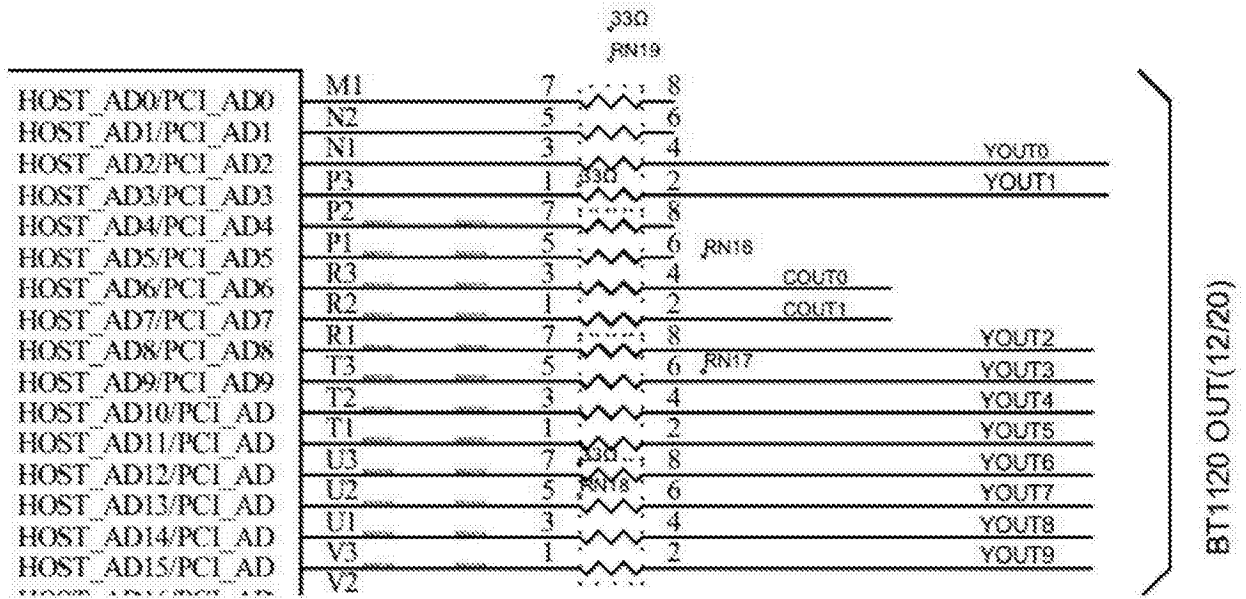 33Ω
RN19
HOST_AD0/PCI_AD0 M1 7 8
HOST_AD1/PCI_AD1 N2 5 6
HOST_AD2/PCI_AD2 N1 3 4 YOUT0
HOST_AD3/PCI_AD3 P3 1 33Ω 2 YOUT1
HOST_AD4/PCI_AD4 P2 7 8
HOST_AD5/PCI_AD5 P1 5 6 RN16
HOST_AD6/PCI_AD6 R3 3 4 COUT0
HOST_AD7/PCI_AD7 R2 1 2 COUT1
HOST_AD8/PCI_AD8 R1 7 8 YOUT2
HOST_AD9/PCI_AD9 T3 5 6 RN17 YOUT3
HOST_AD10/PCI_AD T2 3 4 YOUT4
HOST_AD11/PCI_AD T1 1 2 YOUT5
HOST_AD12/PCI_AD U3 7 33Ω 8 YOUT6
HOST_AD13/PCI_AD U2 5 RN18 6 YOUT7
HOST_AD14/PCI_AD U1 3 4 YOUT8
HOST_AD15/PCI_AD V3 1 2 YOUT9
V2
BT1120 OUT(12/20)